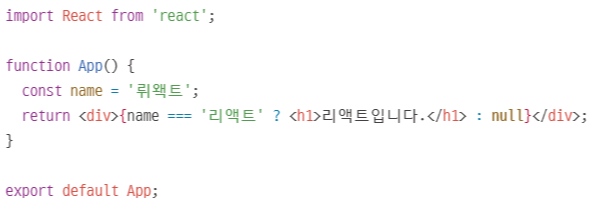 import React from 'react';

function App() {
  const name = '뤼왝트';
  return <div>{name === '리액트' ? <h1>리액트입니다.</h1> : null}</div>;
}

export default App;